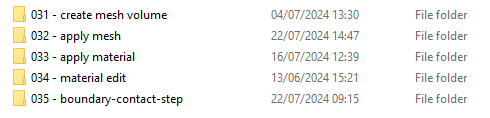 031 - create mesh volume 04/07/2024 13:30 File folder
032 - apply mesh 22/07/2024 14:47 File folder
033 - apply material 16/07/2024 12:39 File folder
034 - material edit 13/06/2024 15:21 File folder
035 - boundary-contact-step 22/07/2024 09:15 File folder